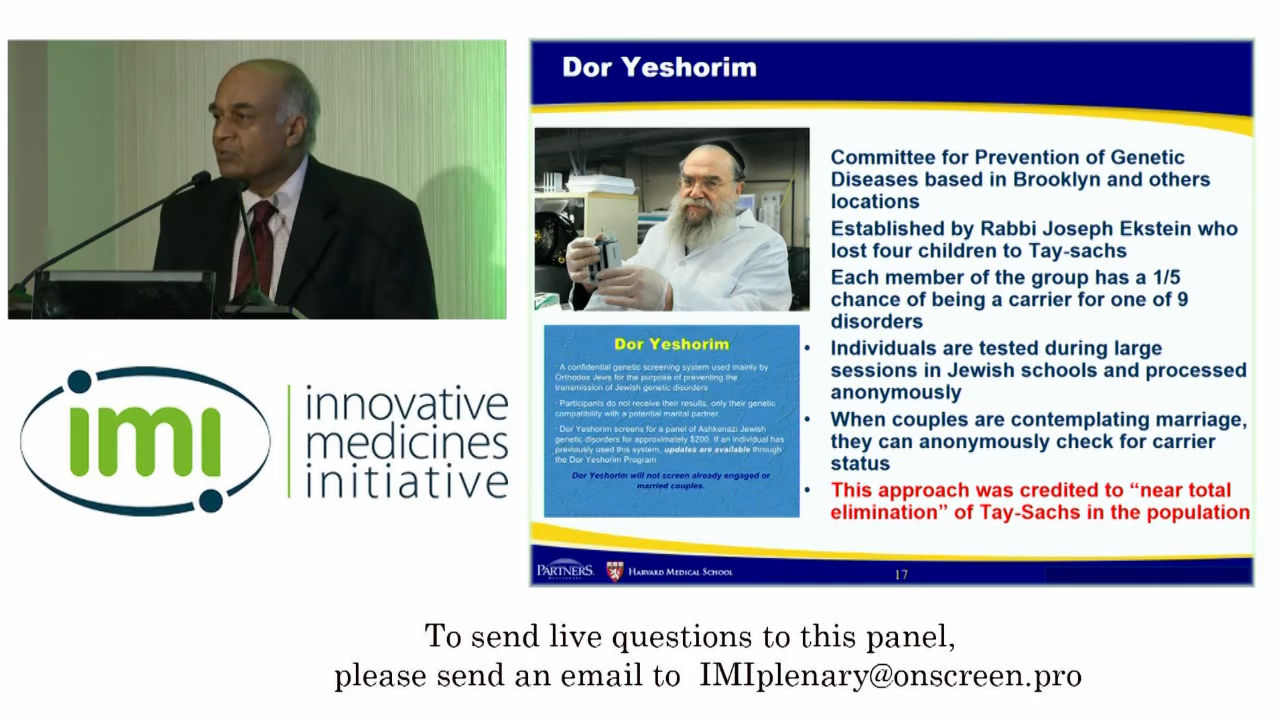 Dor Yeshorim
Committee for Prevention of Genetic
Diseases based in Brooklyn and others
locations
Established by Rabbi Joseph Ekstein who
lost four children to Tay-sachs
Each member of the group has a 1/5
chance of being a carrier for one of 9
disorders
• Individuals are tested during large
sessions in Jewish schools and processed
anonymously
• When couples are contemplating marriage,
they can anonymously check for carrier
status
• This approach was credited to “near total
elimination” of Tay-Sachs in the population
Dor Yeshorim
· A confidential genetic screening system used mainly by
Orthodox Jews for the purpose of preventing the
transmission of Jewish genetic disorders
· Participants do not receive their results, only their genetic
compatibility with a potential marital partner.
· Dor Yeshorim screens for a panel of Ashkenazi Jewish
genetic disorders for approximately $200. If an individual has
previously used this system, updates are available through
the Dor Yeshorim Program
Dor Yeshorim will not screen already engaged or
married couples.
PARTNERS.
HARVARD MEDICAL SCHOOL
17
imi
innovative
medicines
initiative
To send live questions to this panel,
please send an email to IMIplenary@onscreen.pro